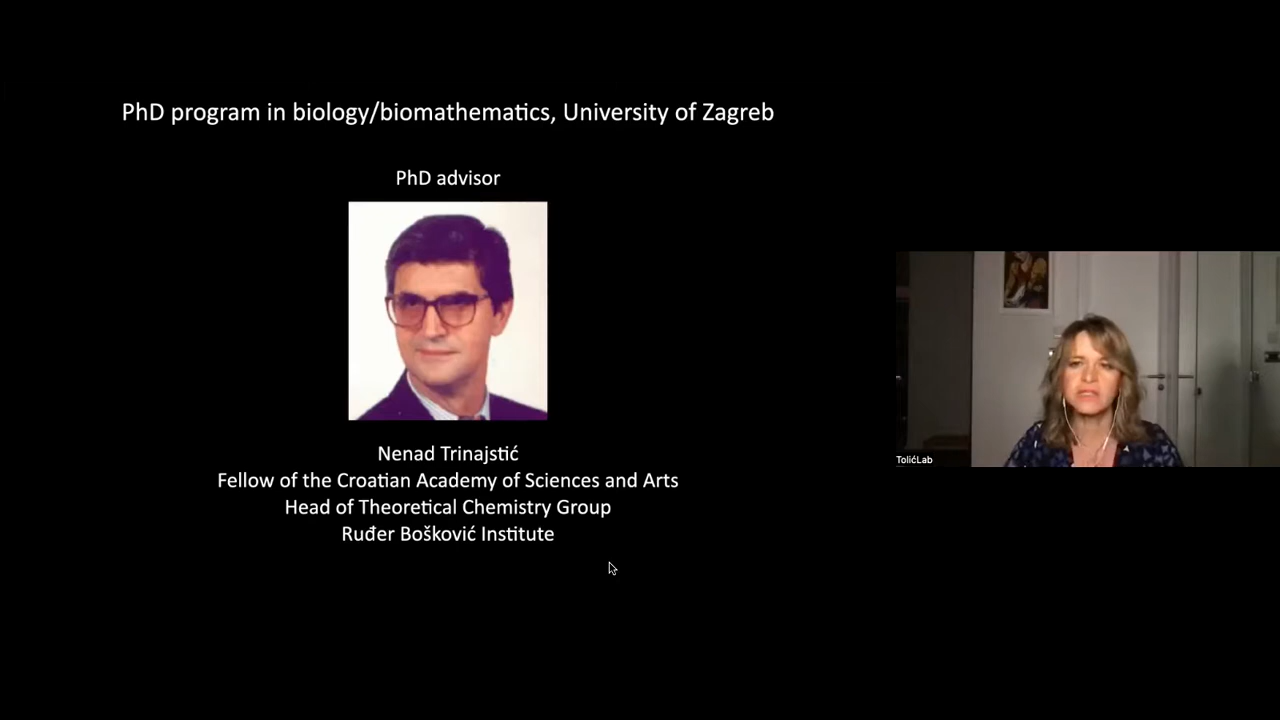 PhD program in biology/biomathematics, University of Zagreb
PhD advisor
Nenad Trinajstić
Fellow of the Croatian Academy of Sciences and Arts
Head of Theoretical Chemistry Group
Ruđer Bošković Institute
TolićLab